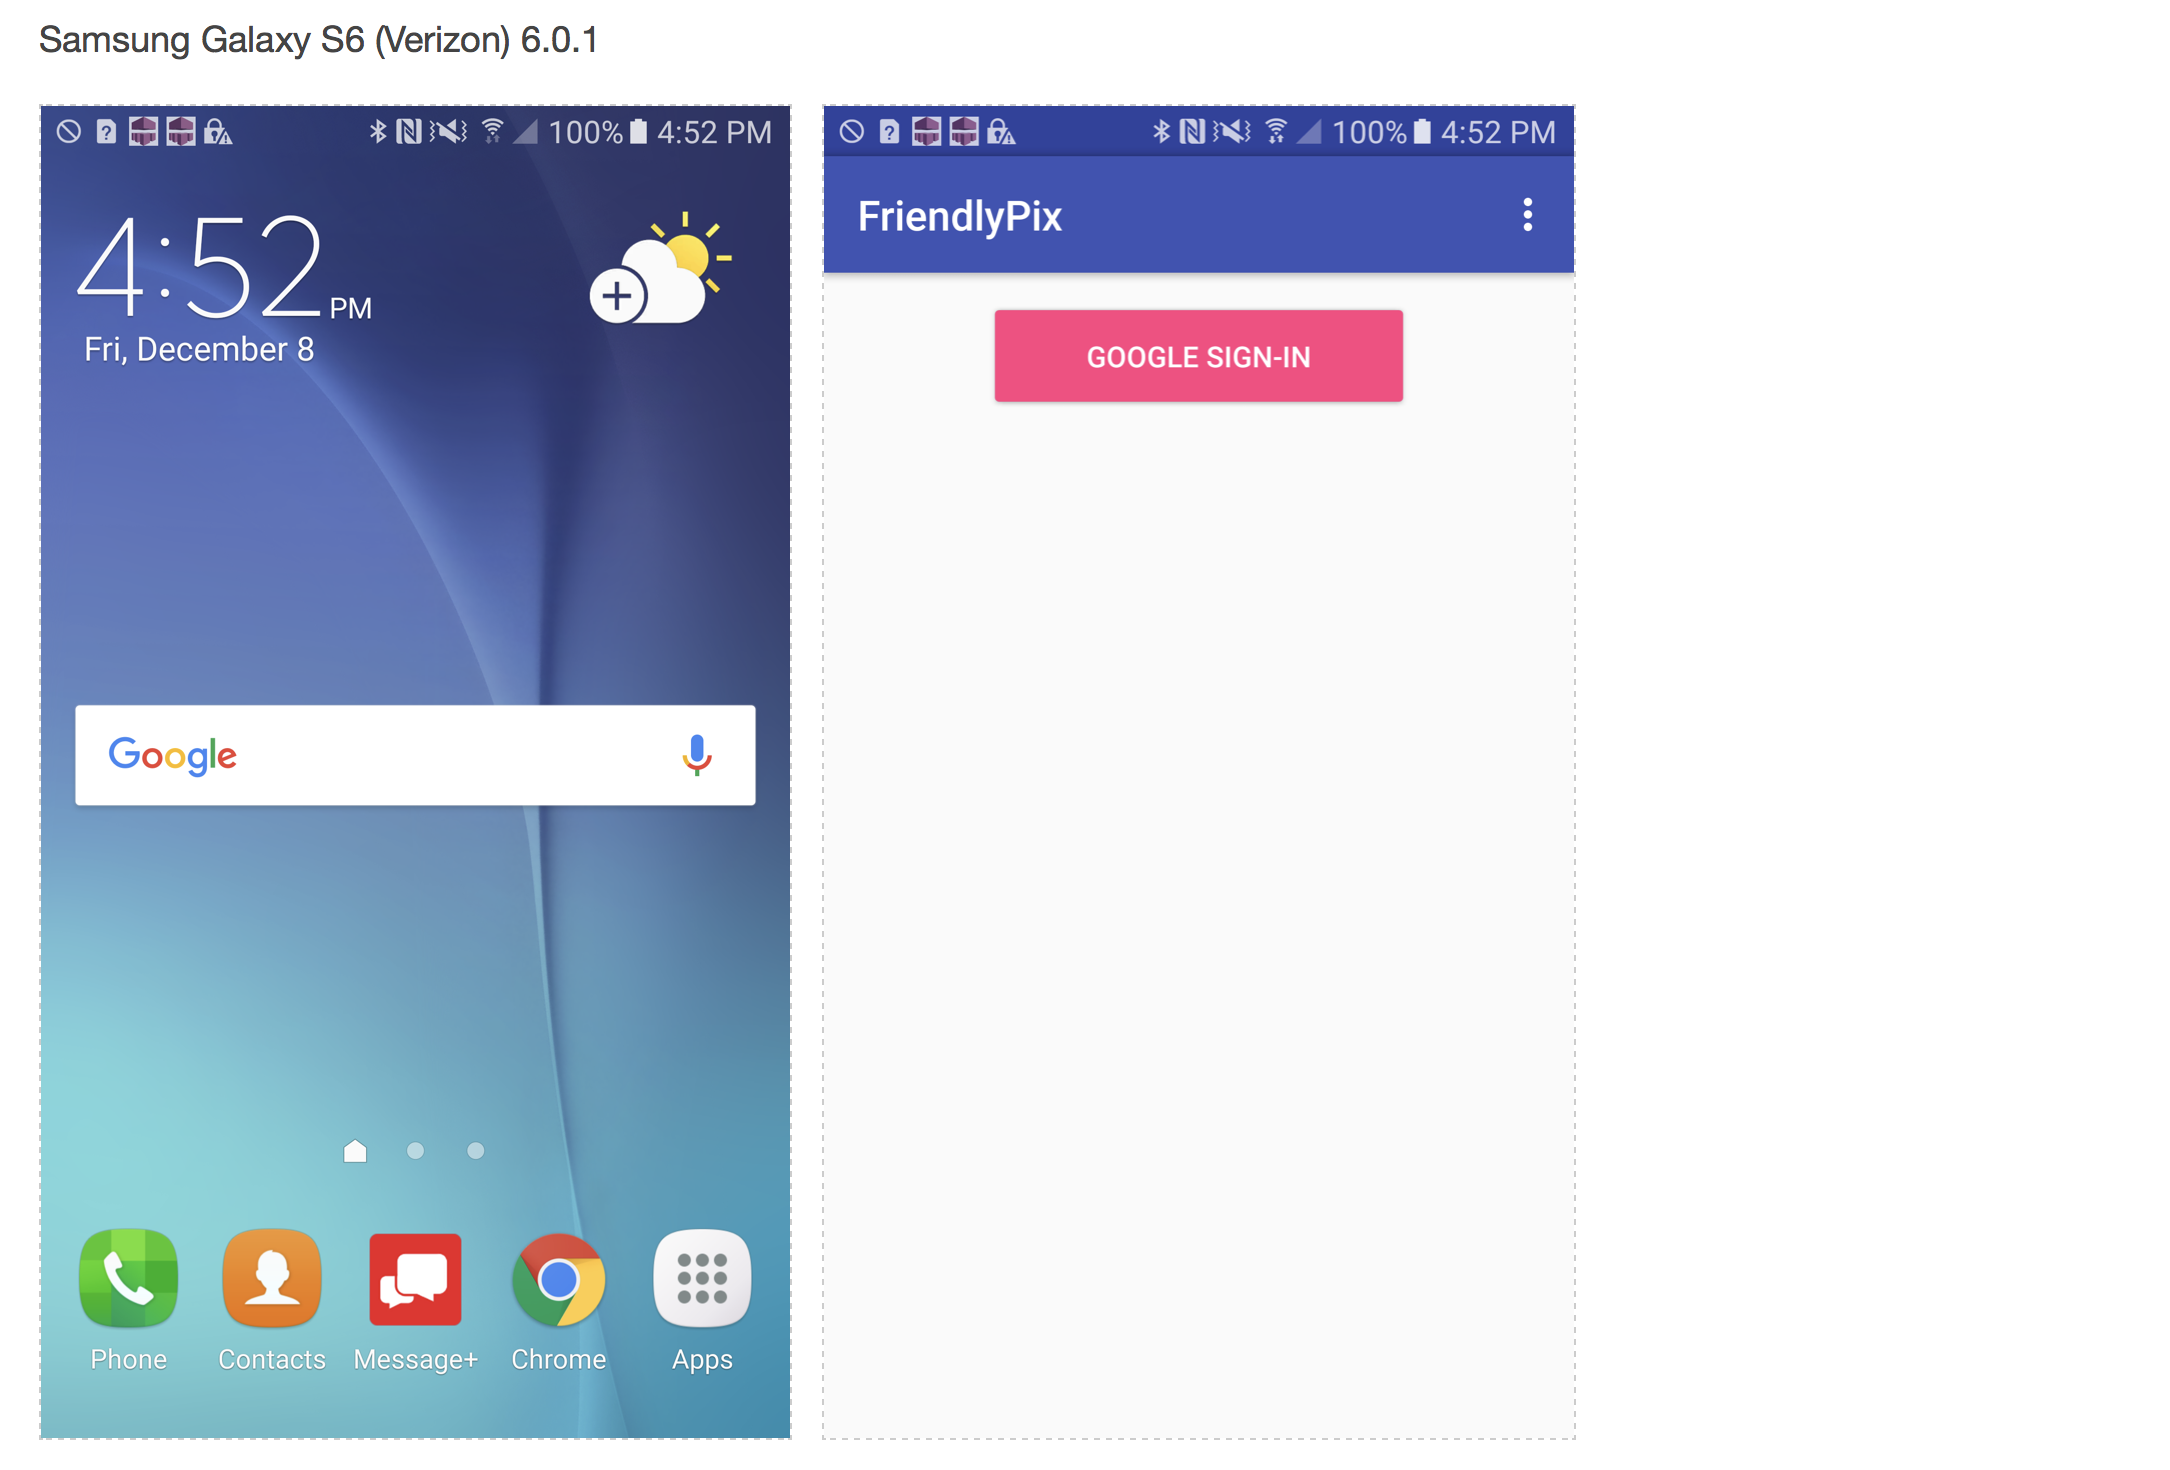 Samsung Galaxy S6 (Verizon) 6.0.1
100% 4:52 PM
4:52 PM
Fri, December 8
Google
Phone Contacts Message+ Chrome Apps
100% 4:52 PM
FriendlyPix
GOOGLE SIGN-IN